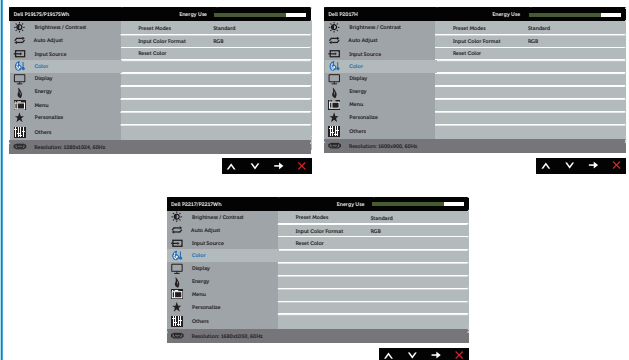 Dell P1917S/P1917SWh Energy Use
Brightness / Contrast Preset Modes Standard
Auto Adjust Input Color Format RGB
Input Source Reset Color
Color
Display
Energy
Menu
Personalize
Others
Resolution: 1280x1024, 60Hz
Dell P2017H Energy Use
Brightness / Contrast Preset Modes Standard
Auto Adjust Input Color Format RGB
Input Source Reset Color
Color
Display
Energy
Menu
Personalize
Others
Resolution: 1600x900, 60Hz
Dell P2217/P2217Wh Energy Use
Brightness / Contrast Preset Modes Standard
Auto Adjust Input Color Format RGB
Input Source Reset Color
Color
Display
Energy
Menu
Personalize
Others
Resolution: 1680x1050, 60Hz